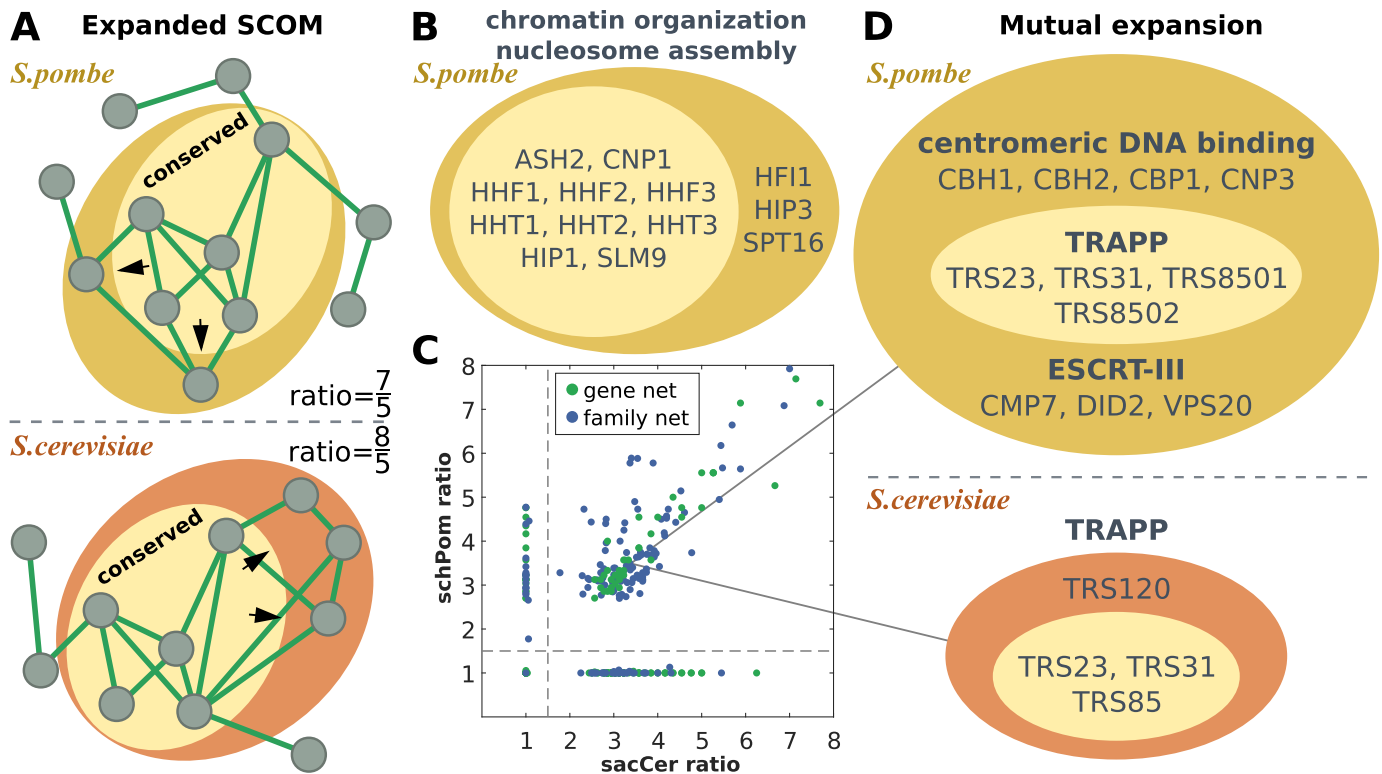 A Expanded SCOM
S.pombe
conserved
ratio=7/5
S.cerevisiae
ratio=8/5
conserved
B chromatin organization
nucleosome assembly
S.pombe
ASH2, CNP1
HHF1, HHF2, HHF3
HHT1, HHT2, HHT3
HIP1, SLM9
HFI1
HIP3
SPT16
C
gene net
family net
schPom ratio
8
7
6
5
4
3
2
1
1 2 3 4 5 6 7 8
sacCer ratio
D Mutual expansion
S.pombe
centromeric DNA binding
CBH1, CBH2, CBP1, CNP3
TRAPP
TRS23, TRS31, TRS8501
TRS8502
ESCRT-III
CMP7, DID2, VPS20
S.cerevisiae
TRAPP
TRS120
TRS23, TRS31
TRS85